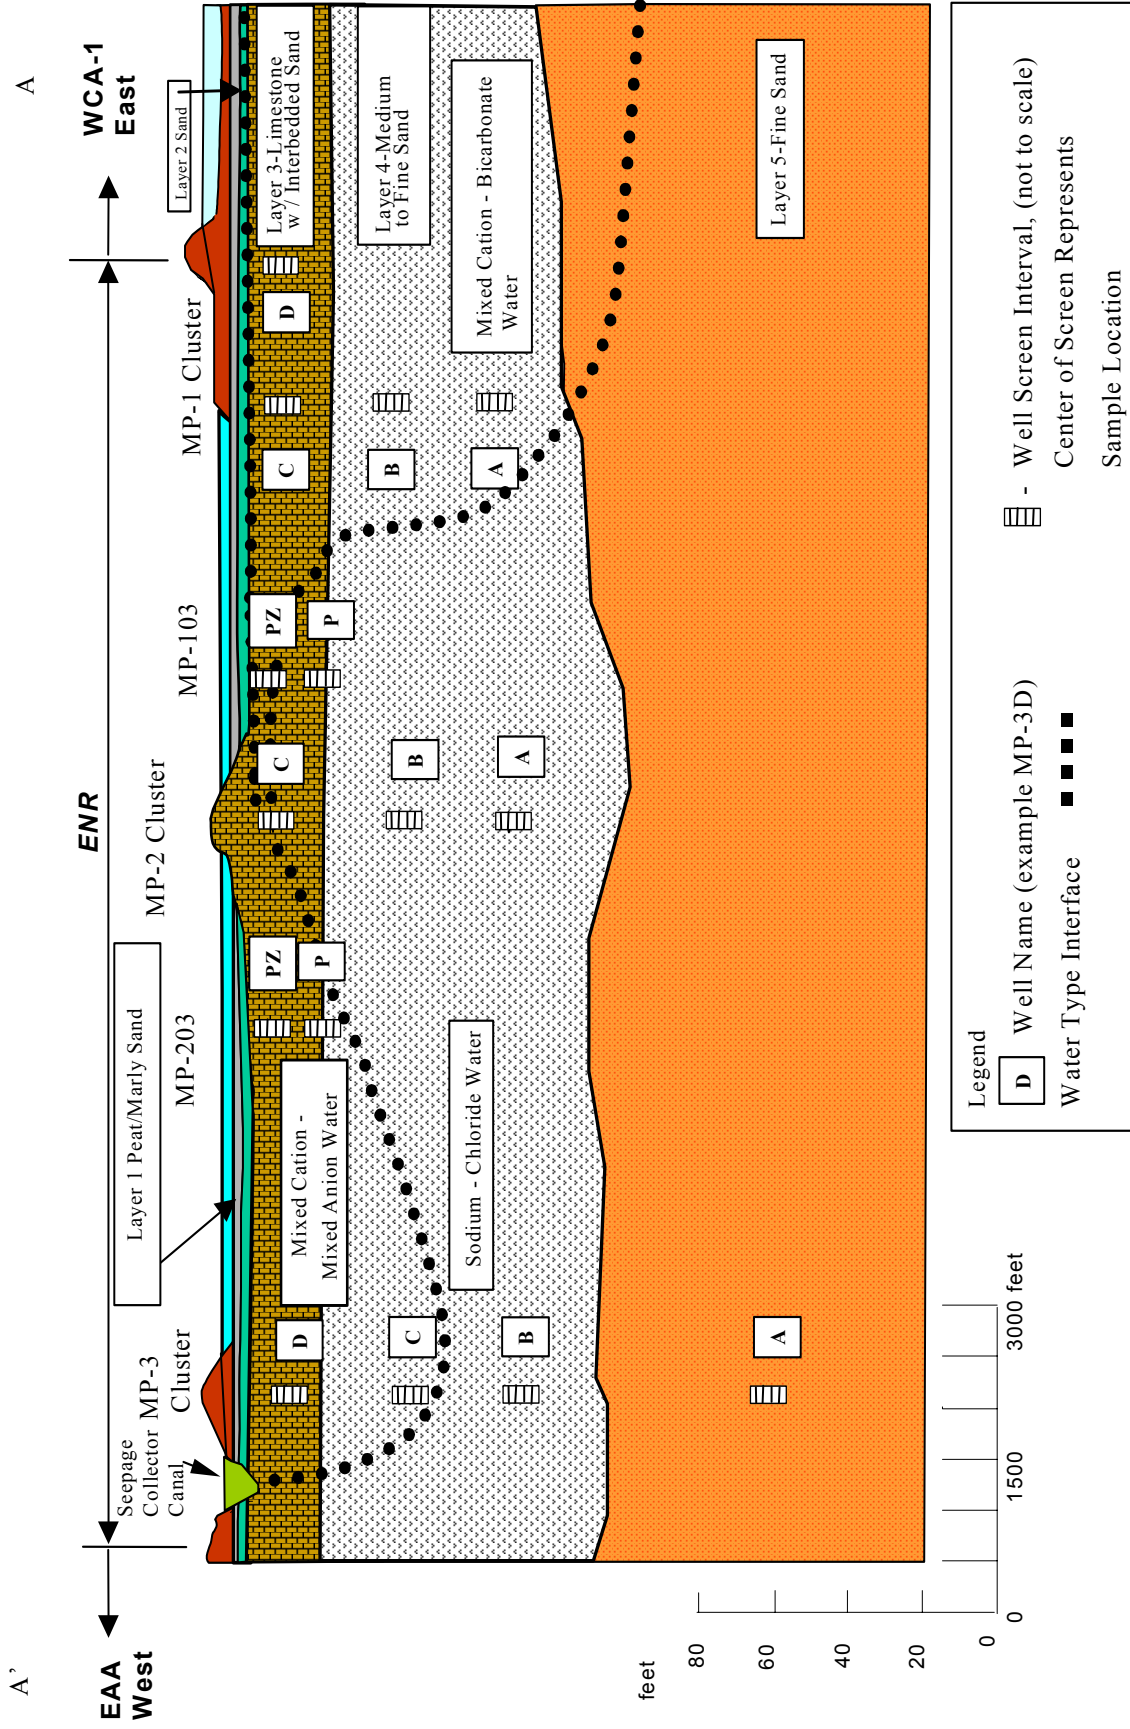 A’
A
EAA
West
ENR
WCA-1
East
Seepage
Collector
Canal
MP-3
Cluster
Layer 1 Peat/Marly Sand
MP-203
MP-2 Cluster
MP-103
MP-1 Cluster
Layer 2 Sand
Layer 3-Limestone
w / Interbedded Sand
Layer 4-Medium
to Fine Sand
Mixed Cation - Bicarbonate
Water
Mixed Cation -
Mixed Anion Water
Sodium - Chloride Water
Layer 5-Fine Sand
D
C
B
A
PZ
P
C
B
A
PZ
P
C
B
A
D
feet
80
60
40
20
0
0
1500
3000 feet
Legend
D
Well Name (example MP-3D)
Water Type Interface
- Well Screen Interval, (not to scale)
Center of Screen Represents
Sample Location